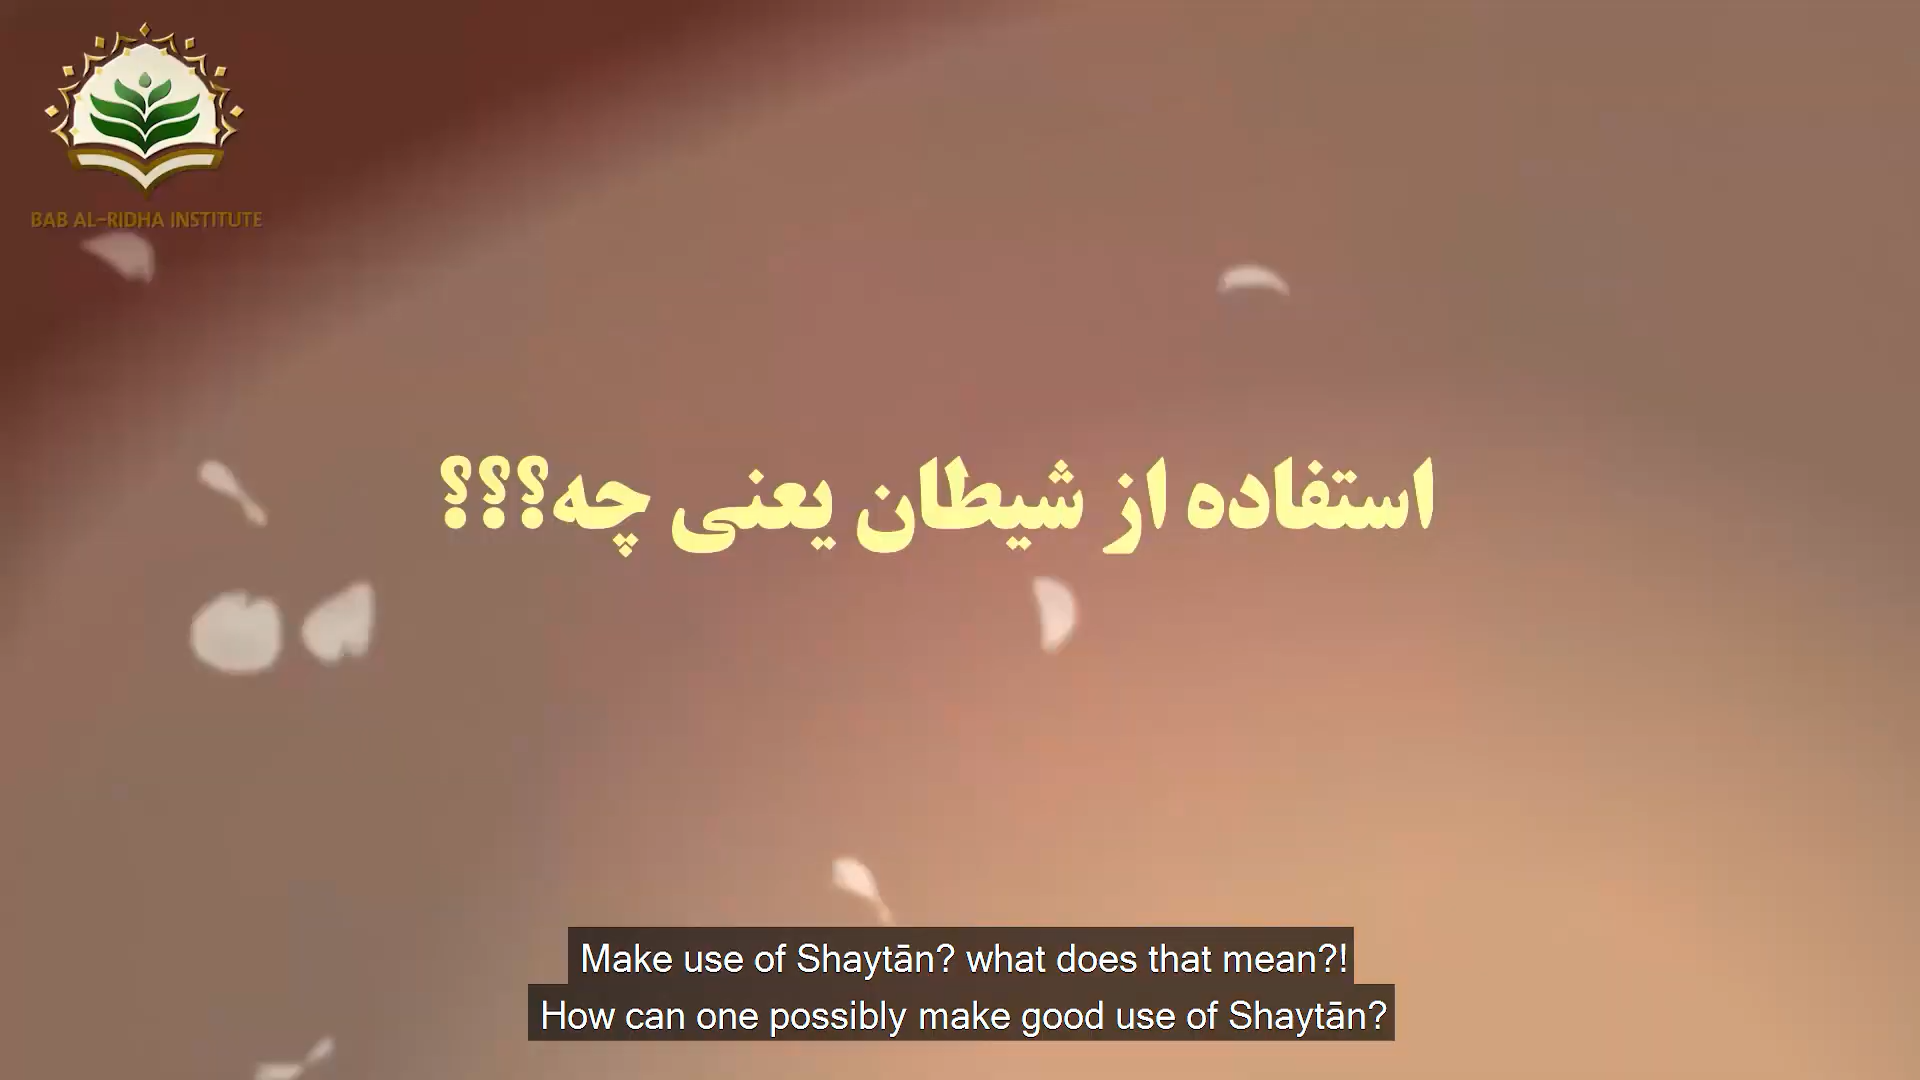 BAB AL-RIDHA INSTITUTE
استفاده از شیطان یعنی چه؟؟؟
Make use of Shaytān? what does that mean?!
How can one possibly make good use of Shaytān?